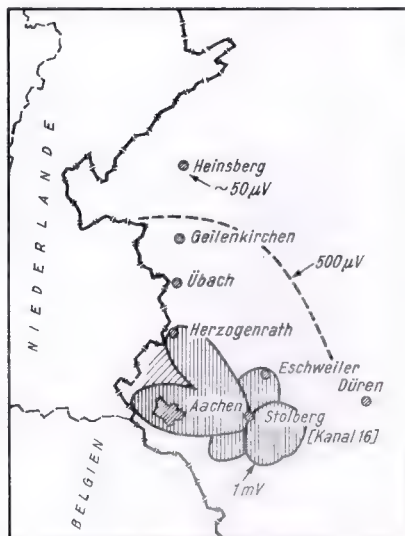 NIEDERLANDE
Heinsberg
~50μV
Geilenkirchen
500μV
Übach
Herzogenrath
Eschweiler
Düren
Aachen
Stolberg
[Kanal 16]
1mV
BELGIEN